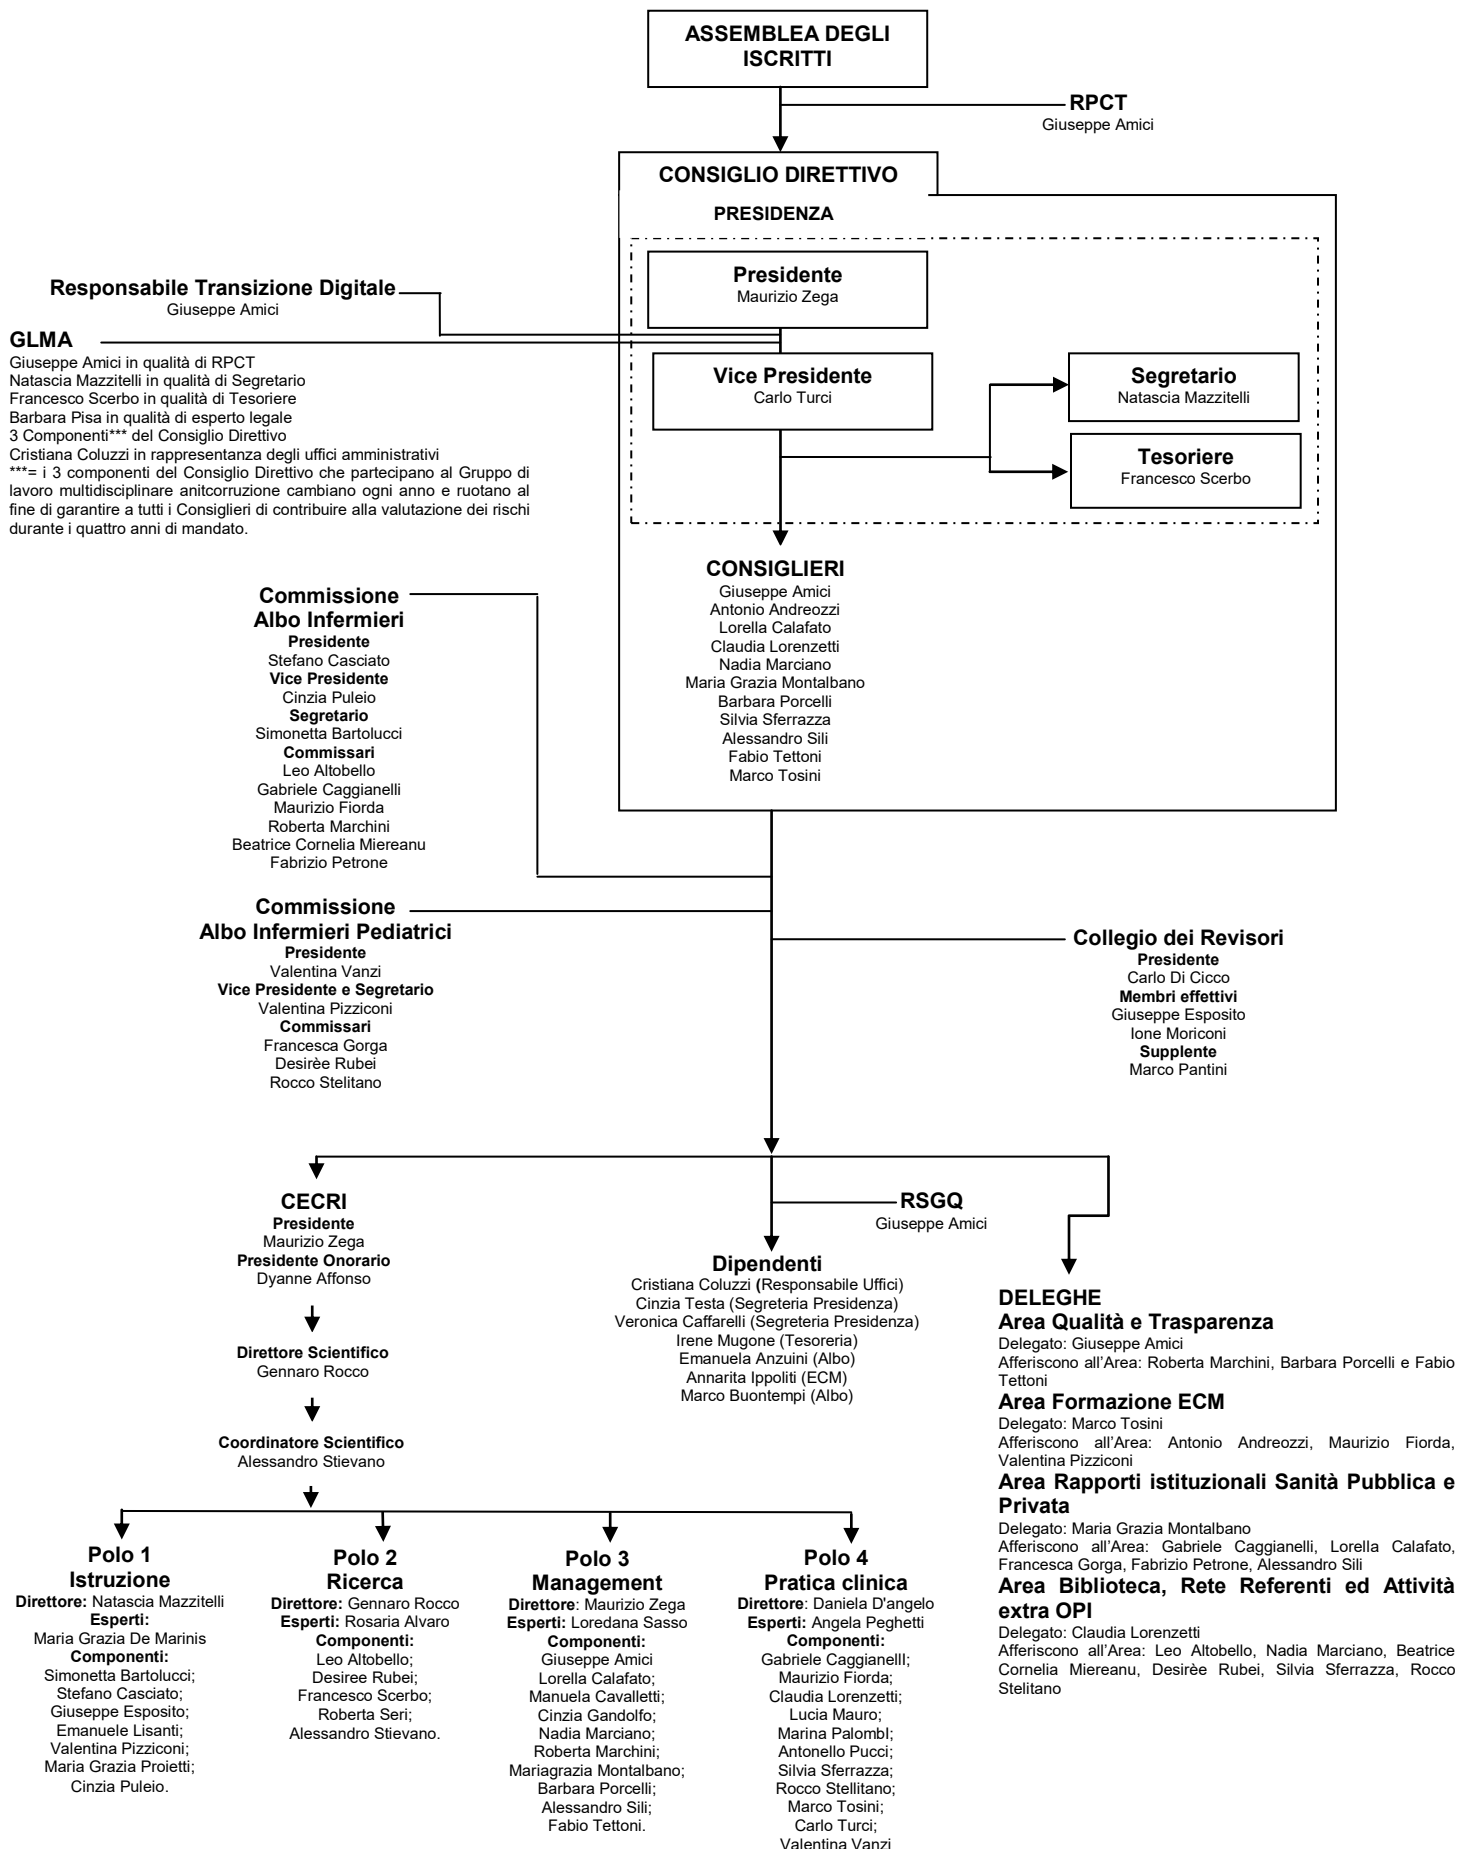 ASSEMBLEA DEGLI
ISCRITTI
RPCT
Giuseppe Amici
CONSIGLIO DIRETTIVO
PRESIDENZA
Presidente
Maurizio Zega
Responsabile Transizione Digitale
Giuseppe Amici
GLMA
Giuseppe Amici in qualità di RPCT
Natascia Mazzitelli in qualità di Segretario
Francesco Scerbo in qualità di Tesoriere
Barbara Pisa in qualità di esperto legale
3 Componenti*** del Consiglio Direttivo
Cristiana Coluzzi in rappresentanza degli uffici amministrativi
***= i 3 componenti del Consiglio Direttivo che partecipano al Gruppo di
lavoro multidisciplinare anitcorruzione cambiano ogni anno e ruotano al
fine di garantire a tutti i Consiglieri di contribuire alla valutazione dei rischi
durante i quattro anni di mandato.
Vice Presidente
Carlo Turci
Segretario
Natascia Mazzitelli
Tesoriere
Francesco Scerbo
CONSIGLIERI
Giuseppe Amici
Antonio Andreozzi
Lorella Calafato
Claudia Lorenzetti
Nadia Marciano
Maria Grazia Montalbano
Barbara Porcelli
Silvia Sferrazza
Alessandro Sili
Fabio Tettoni
Marco Tosini
Commissione
Albo Infermieri
Presidente
Stefano Casciato
Vice Presidente
Cinzia Puleio
Segretario
Simonetta Bartolucci
Commissari
Leo Altobello
Gabriele Caggianelli
Maurizio Fiorda
Roberta Marchini
Beatrice Cornelia Miereanu
Fabrizio Petrone
Commissione
Albo Infermieri Pediatrici
Presidente
Valentina Vanzi
Vice Presidente e Segretario
Valentina Pizziconi
Commissari
Francesca Gorga
Desirèe Rubei
Rocco Stelitano
Collegio dei Revisori
Presidente
Carlo Di Cicco
Membri effettivi
Giuseppe Esposito
Ione Moriconi
Supplente
Marco Pantini
CECRI
Presidente
Maurizio Zega
Presidente Onorario
Dyanne Affonso
Direttore Scientifico
Gennaro Rocco
Coordinatore Scientifico
Alessandro Stievano
RSGQ
Giuseppe Amici
Dipendenti
Cristiana Coluzzi (Responsabile Uffici)
Cinzia Testa (Segreteria Presidenza)
Veronica Caffarelli (Segreteria Presidenza)
Irene Mugone (Tesoreria)
Emanuela Anzuini (Albo)
Annarita Ippoliti (ECM)
Marco Buontempi (Albo)
DELEGHE
Area Qualità e Trasparenza
Delegato: Giuseppe Amici
Afferiscono all'Area: Roberta Marchini, Barbara Porcelli e Fabio
Tettoni
Area Formazione ECM
Delegato: Marco Tosini
Afferiscono all'Area: Antonio Andreozzi, Maurizio Fiorda,
Valentina Pizziconi
Area Rapporti istituzionali Sanità Pubblica e
Privata
Delegato: Maria Grazia Montalbano
Afferiscono all'Area: Gabriele Caggianelli, Lorella Calafato,
Francesca Gorga, Fabrizio Petrone, Alessandro Sili
Area Biblioteca, Rete Referenti ed Attività
extra OPI
Delegato: Claudia Lorenzetti
Afferiscono all'Area: Leo Altobello, Nadia Marciano, Beatrice
Cornelia Miereanu, Desirèe Rubei, Silvia Sferrazza, Rocco
Stelitano
Polo 1
Istruzione
Direttore: Natascia Mazzitelli
Esperti:
Maria Grazia De Marinis
Componenti:
Simonetta Bartolucci;
Stefano Casciato;
Giuseppe Esposito;
Emanuele Lisanti;
Valentina Pizziconi;
Maria Grazia Proietti;
Cinzia Puleio.
Polo 2
Ricerca
Direttore: Gennaro Rocco
Esperti: Rosaria Alvaro
Componenti:
Leo Altobello;
Desiree Rubei;
Francesco Scerbo;
Roberta Seri;
Alessandro Stievano.
Polo 3
Management
Direttore: Maurizio Zega
Esperti: Loredana Sasso
Componenti:
Giuseppe Amici
Lorella Calafato;
Manuela Cavalletti;
Cinzia Gandolfo;
Nadia Marciano;
Roberta Marchini;
Mariagrazia Montalbano;
Barbara Porcelli;
Alessandro Sili;
Fabio Tettoni.
Polo 4
Pratica clinica
Direttore: Daniela D'angelo
Esperti: Angela Peghetti
Componenti:
Gabriele CaggianelIl;
Maurizio Fiorda;
Claudia Lorenzetti;
Lucia Mauro;
Marina Palombl;
Antonello Pucci;
Silvia Sferrazza;
Rocco Stellitano;
Marco Tosini;
Carlo Turci;
Valentina Vanzi